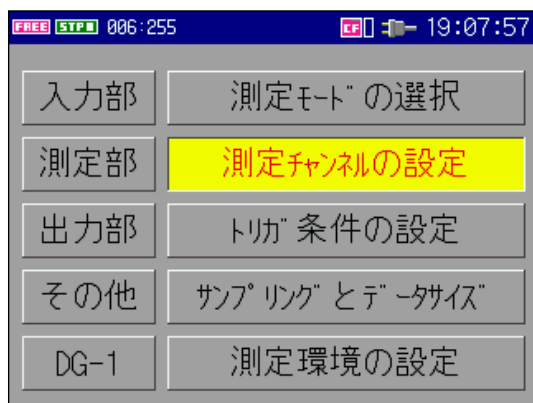 FREE STP 006:255 CF 19:07:57
入力部 測定ﾓｰﾄﾞの選択
測定部 測定ﾁｬﾝﾈﾙの設定
出力部 ﾄﾘｶﾞ条件の設定
その他 ｻﾝﾌﾟﾘﾝｸﾞとﾃﾞｰﾀｻｲｽﾞ
DG-1 測定環境の設定